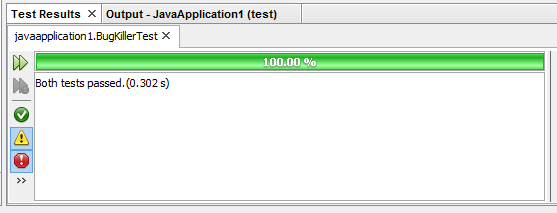 Test Results Output - JavaApplication1 (test)
javaapplication1.BugKillerTest
100.00 %
Both tests passed.(0.302 s)
>>